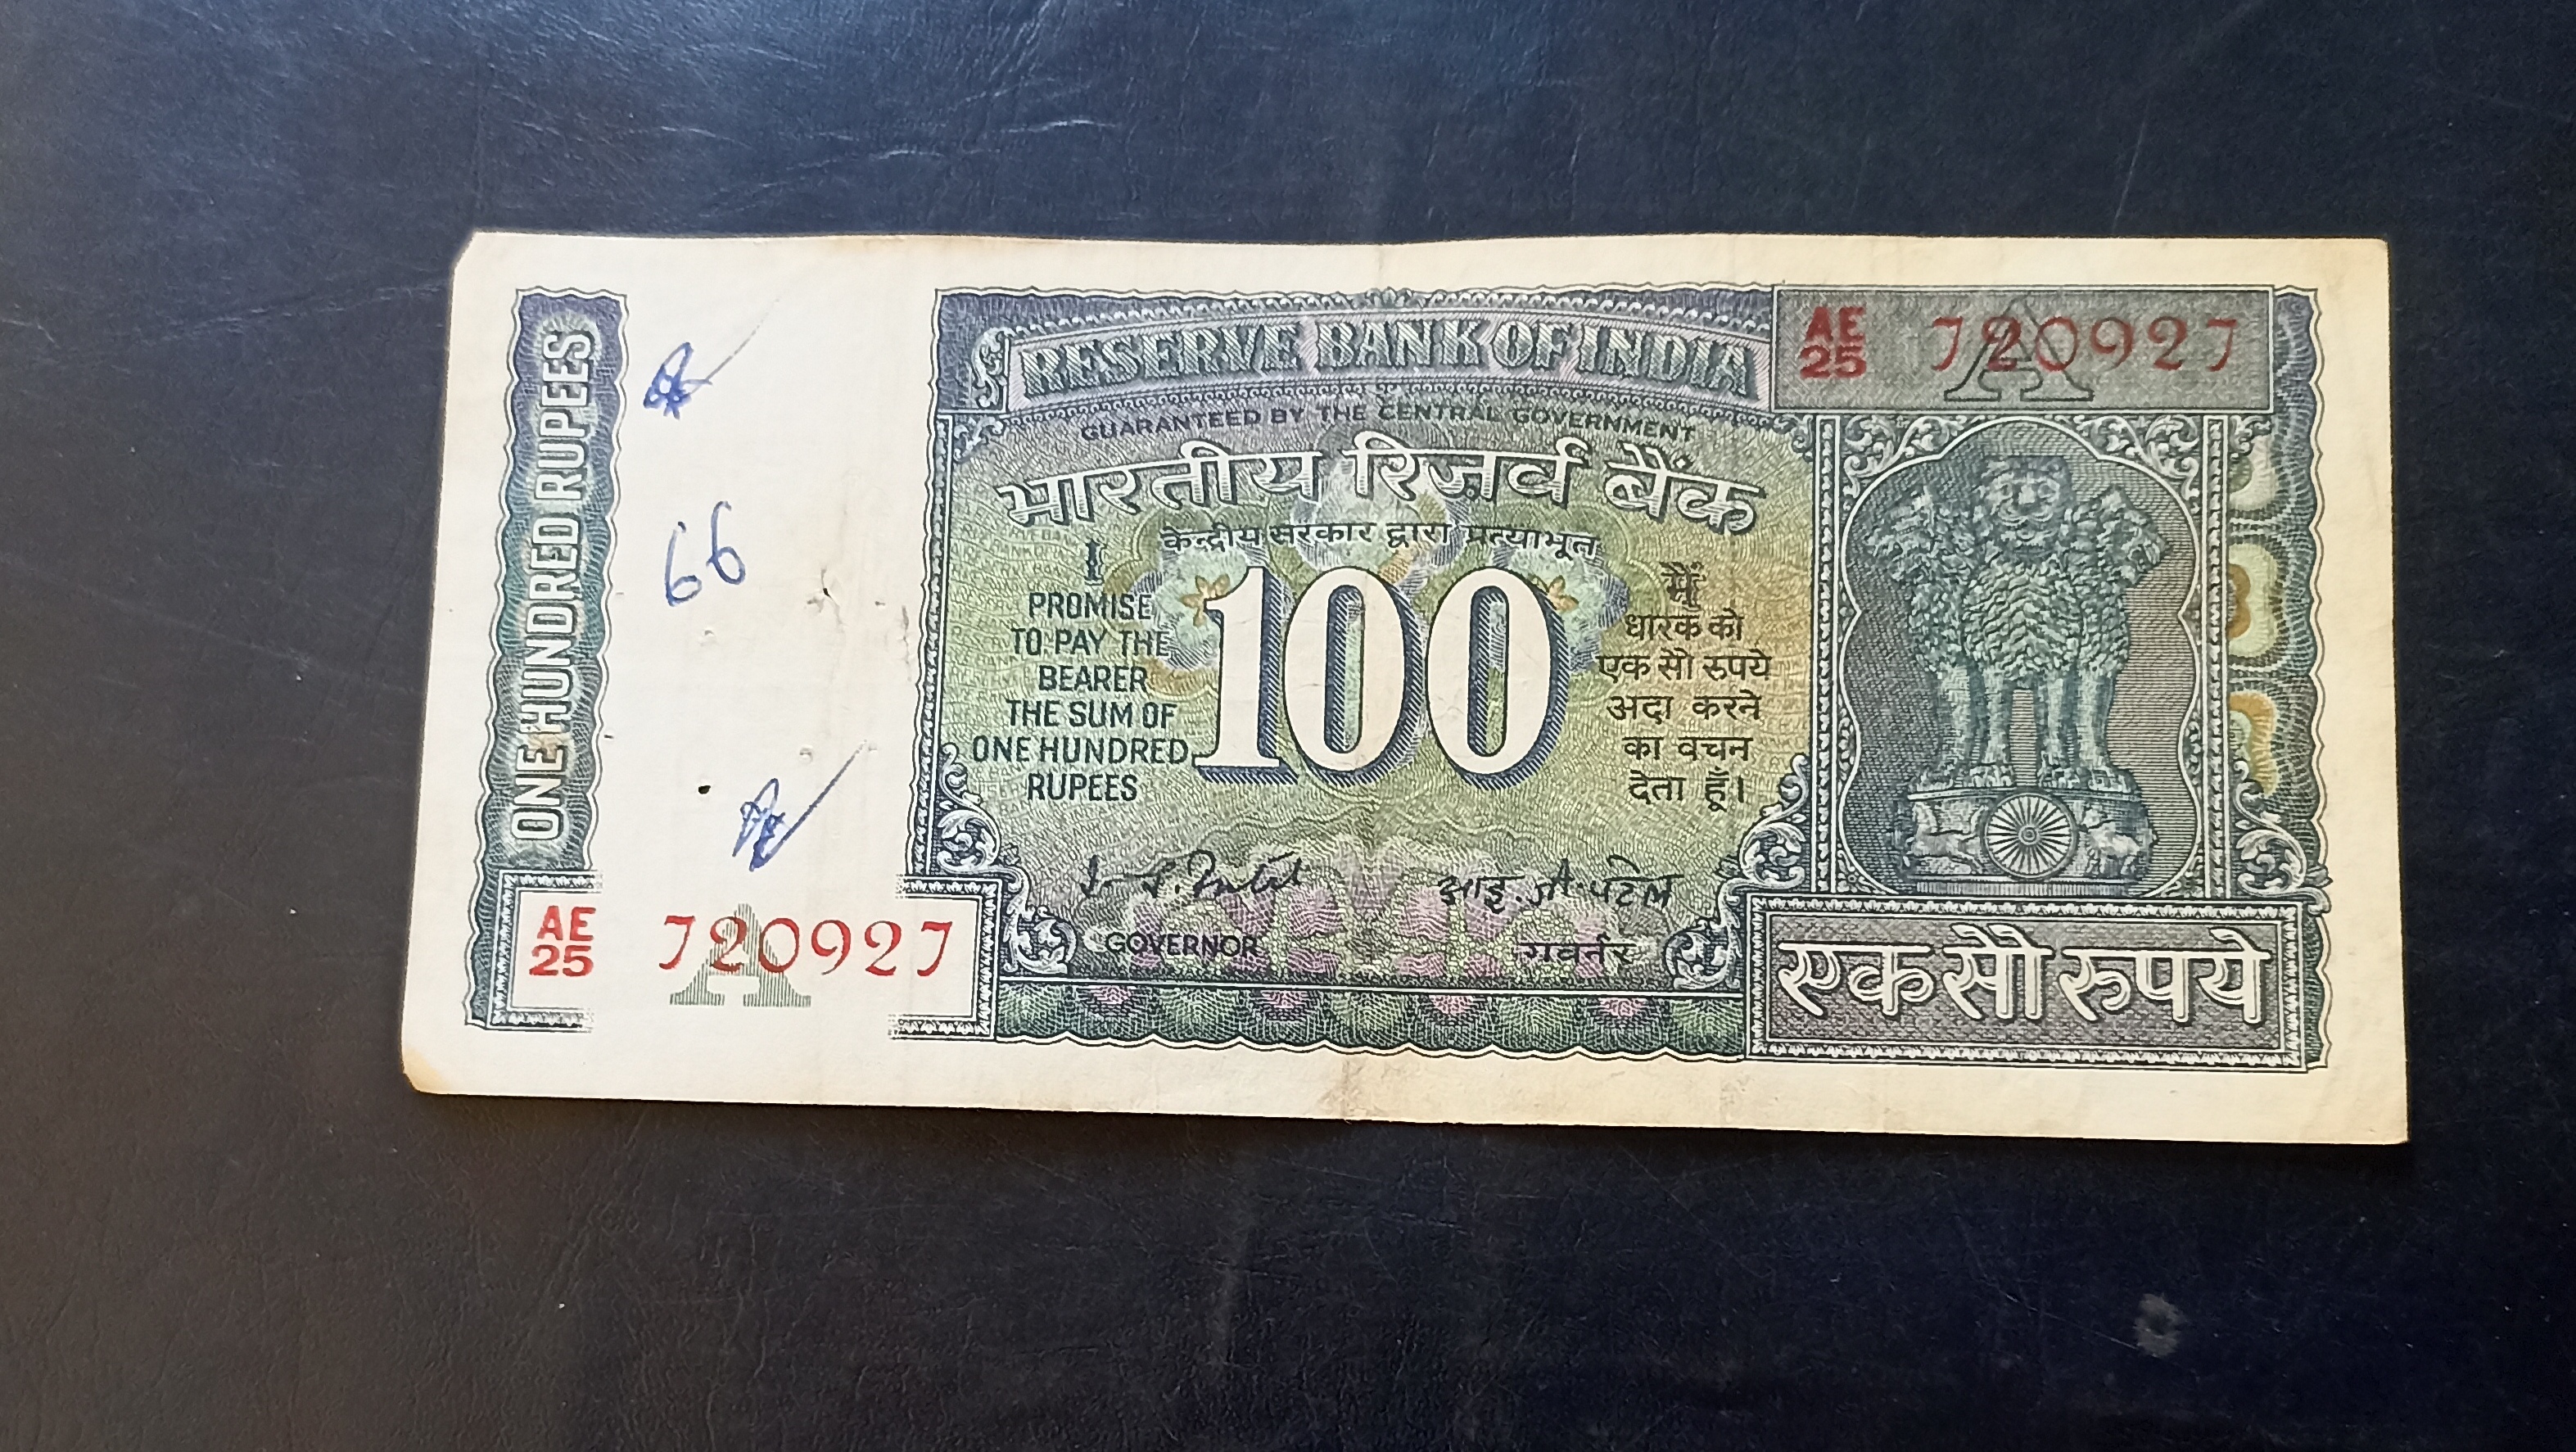 ONE HUNDRED RUPEES
66
AE
25
720927
A
RESERVE BANK OF INDIA
GUARANTEED BY THE CENTRAL GOVERNMENT
भारतीय रिज़र्व बैंक
केन्द्रीय सरकार द्वारा प्रत्याभूत
I
PROMISE
TO PAY THE
BEARER
THE SUM OF
ONE HUNDRED
RUPEES
100
मैं
धारक को
एक सौ रुपये
अदा करने
का वचन
देता हूँ।
आइ. जी. पटेल
GOVERNOR
गवर्नर
AE
25
720927
A
एक सौ रुपये